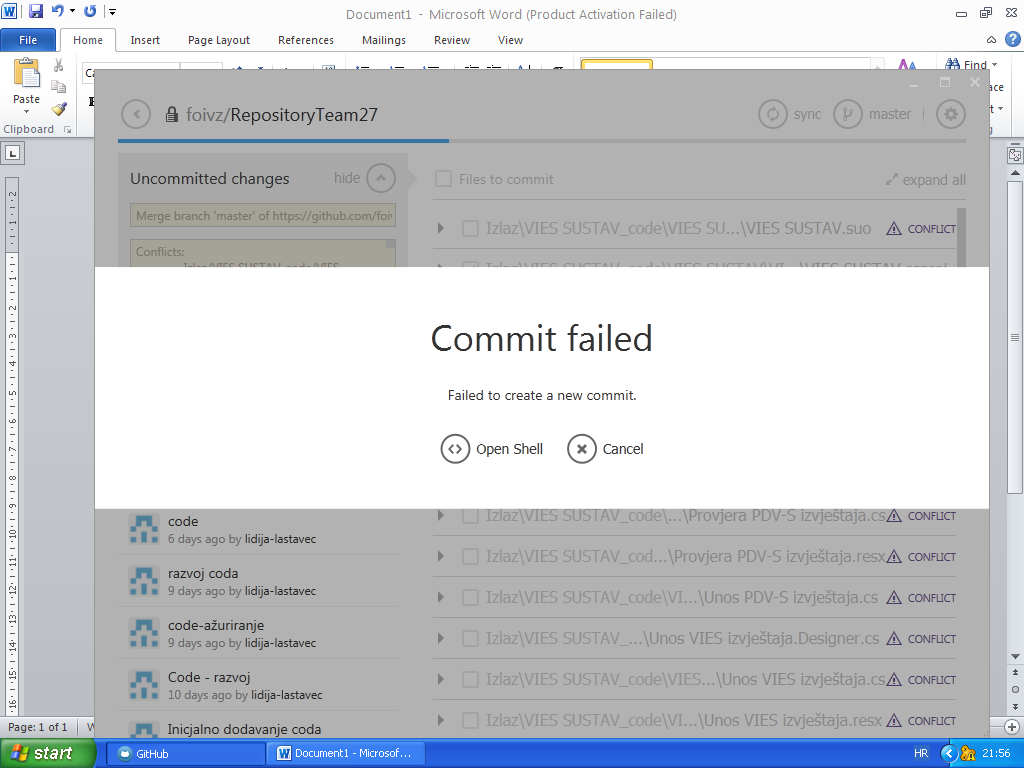 Document1 - Microsoft Word (Product Activation Failed)
File Home Insert Page Layout References Mailings Review View
Paste
Clipboard
Find
foivz/RepositoryTeam27
sync master
Uncommitted changes hide
Files to commit expand all
Merge branch 'master' of https://github.com/foiv
Izlaz\VIES SUSTAV_code\VIES SU...\VIES SUSTAV.suo CONFLICT
Conflicts:
Commit failed
Failed to create a new commit.
Open Shell Cancel
Izlaz\VIES SUSTAV_code\...\Provjera PDV-S izvještaja.cs CONFLICT
code
6 days ago by lidija-lastavec
Izlaz\VIES SUSTAV_cod...\Provjera PDV-S izvještaja.resx CONFLICT
razvoj coda
9 days ago by lidija-lastavec
Izlaz\VIES SUSTAV_code\VI...\Unos PDV-S izvještaja.cs CONFLICT
code-ažuriranje
9 days ago by lidija-lastavec
Izlaz\VIES SUSTAV_...\Unos VIES izvještaja.Designer.cs CONFLICT
Code - razvoj
10 days ago by lidija-lastavec
Izlaz\VIES SUSTAV_code\VIES...\Unos VIES izvještaja.cs CONFLICT
Inicjalno dodavanje coda
Izlaz\VIES SUSTAV_code\VI...\Unos VIES izvještaja.resx CONFLICT
Page: 1 of 1
start GitHub Document1 - Microsof... HR 21:56